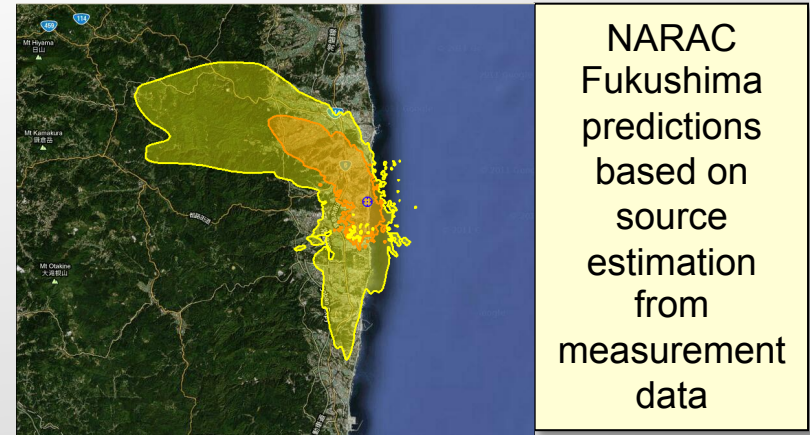 459
114
Mt Hiyama
日山
Mt Kamakura
鎌倉岳
6
Mt Otakine
大滝根山
NARAC
Fukushima
predictions
based on
source
estimation
from
measurement
data